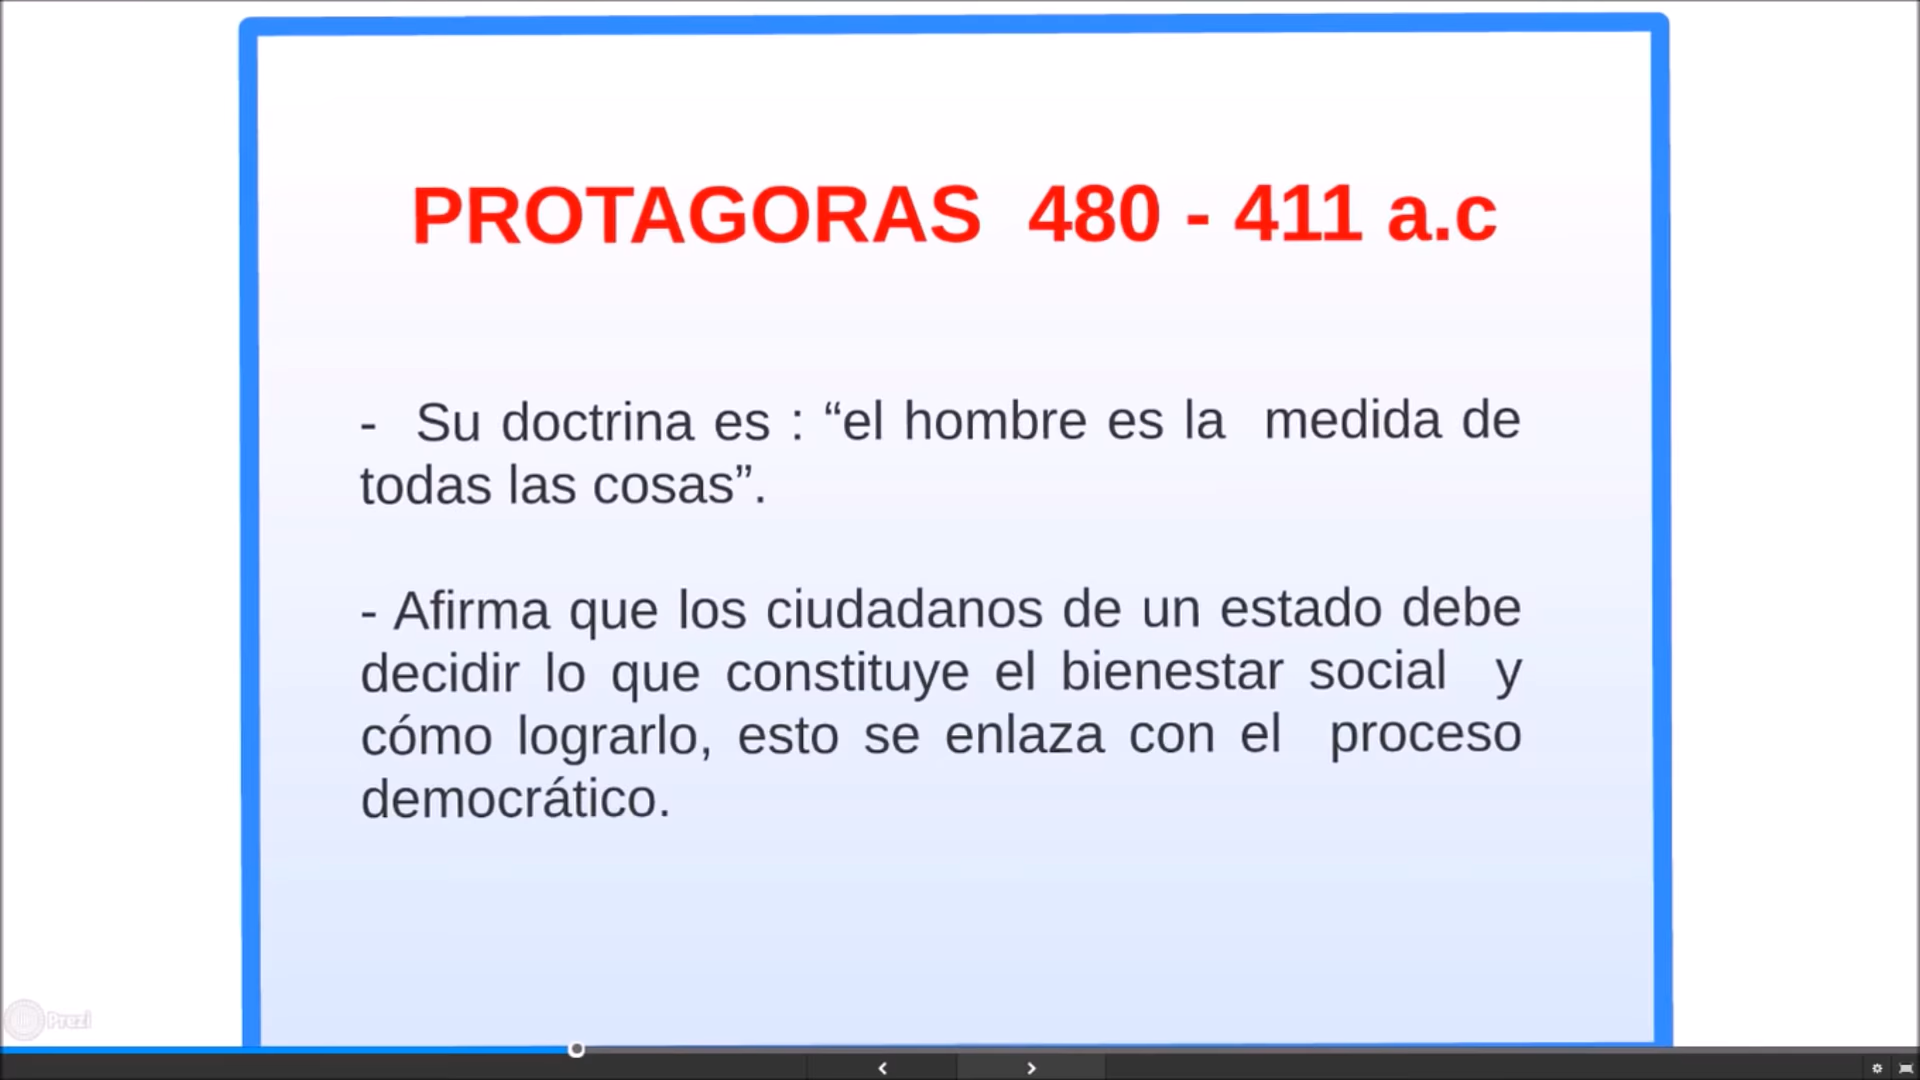 PROTAGORAS 480 - 411 a.c
- Su doctrina es : “el hombre es la medida de
todas las cosas”.
- Afirma que los ciudadanos de un estado debe
decidir lo que constituye el bienestar social y
cómo lograrlo, esto se enlaza con el proceso
democrático.
Prezi